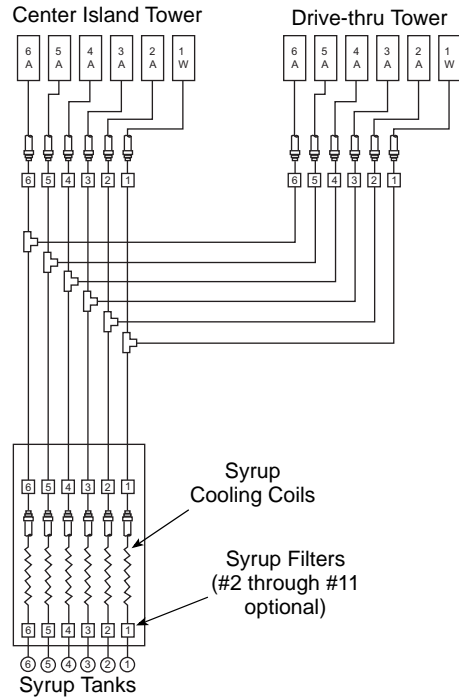 Center Island Tower
Drive-thru Tower
6 A 5 A 4 A 3 A 2 A 1 W
6 A 5 A 4 A 3 A 2 A 1 W
6 5 4 3 2 1
6 5 4 3 2 1
6 5 4 3 2 1
Syrup
Cooling Coils
Syrup Filters
(#2 through #11
optional)
6 5 4 3 2 1
6 5 4 3 2 1
Syrup Tanks